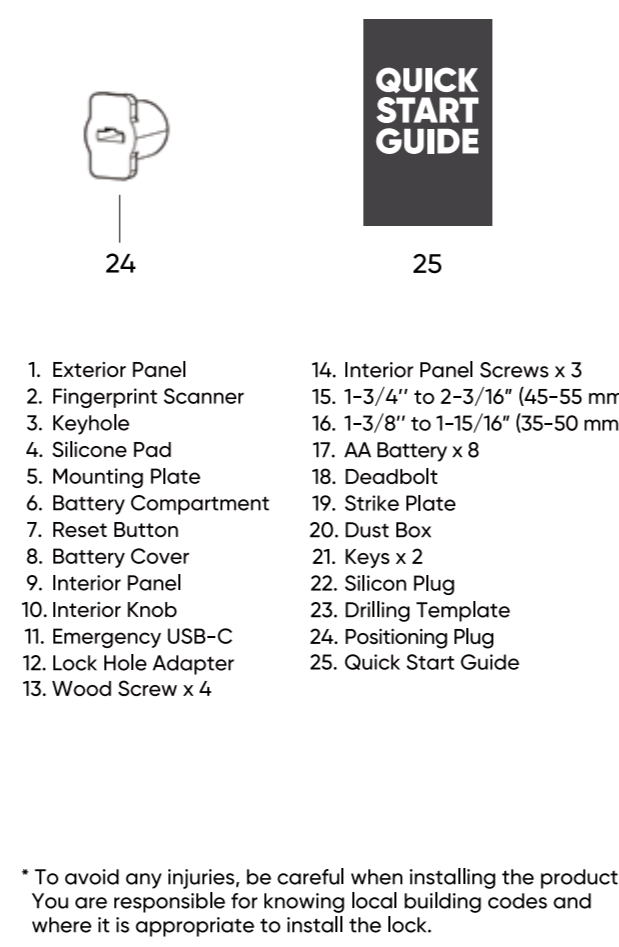 QUICK
START
GUIDE
24
25
1. Exterior Panel
2. Fingerprint Scanner
3. Keyhole
4. Silicone Pad
5. Mounting Plate
6. Battery Compartment
7. Reset Button
8. Battery Cover
9. Interior Panel
10. Interior Knob
11. Emergency USB-C
12. Lock Hole Adapter
13. Wood Screw x 4
14. Interior Panel Screws x 3
15. 1-3/4’’ to 2-3/16” (45-55 mm
16. 1-3/8’’ to 1-15/16” (35-50 mm
17. AA Battery x 8
18. Deadbolt
19. Strike Plate
20. Dust Box
21. Keys x 2
22. Silicon Plug
23. Drilling Template
24. Positioning Plug
25. Quick Start Guide
* To avoid any injuries, be careful when installing the product
You are responsible for knowing local building codes and
where it is appropriate to install the lock.